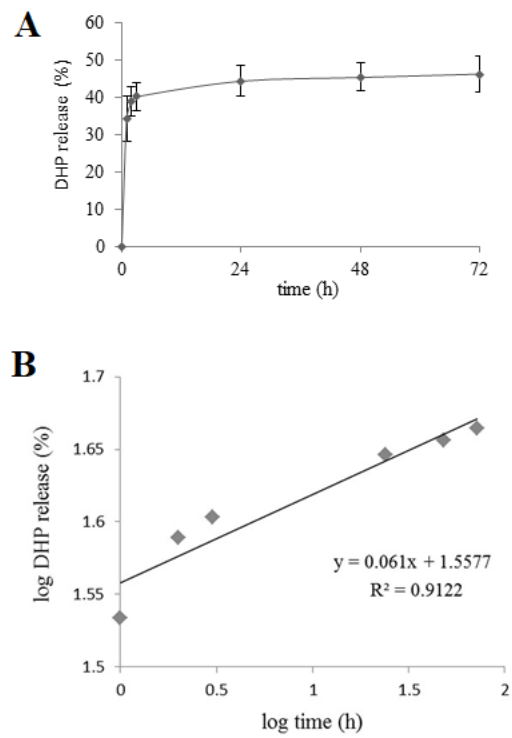 A
60
50
40
30
20
10
0
DHP release (%)
0 24 48 72
time (h)
B
1.7
1.65
1.6
1.55
1.5
log DHP release (%)
y = 0.061x + 1.5577
R² = 0.9122
0 0.5 1 1.5 2
log time (h)